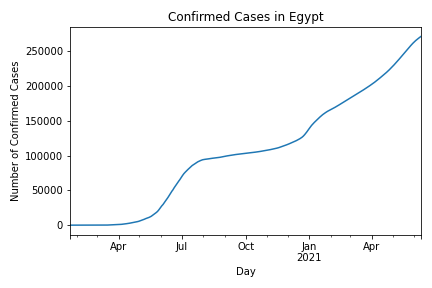 Confirmed Cases in Egypt
Number of Confirmed Cases
250000
200000
150000
100000
50000
0
Apr
Jul
Oct
Jan
2021
Apr
Day